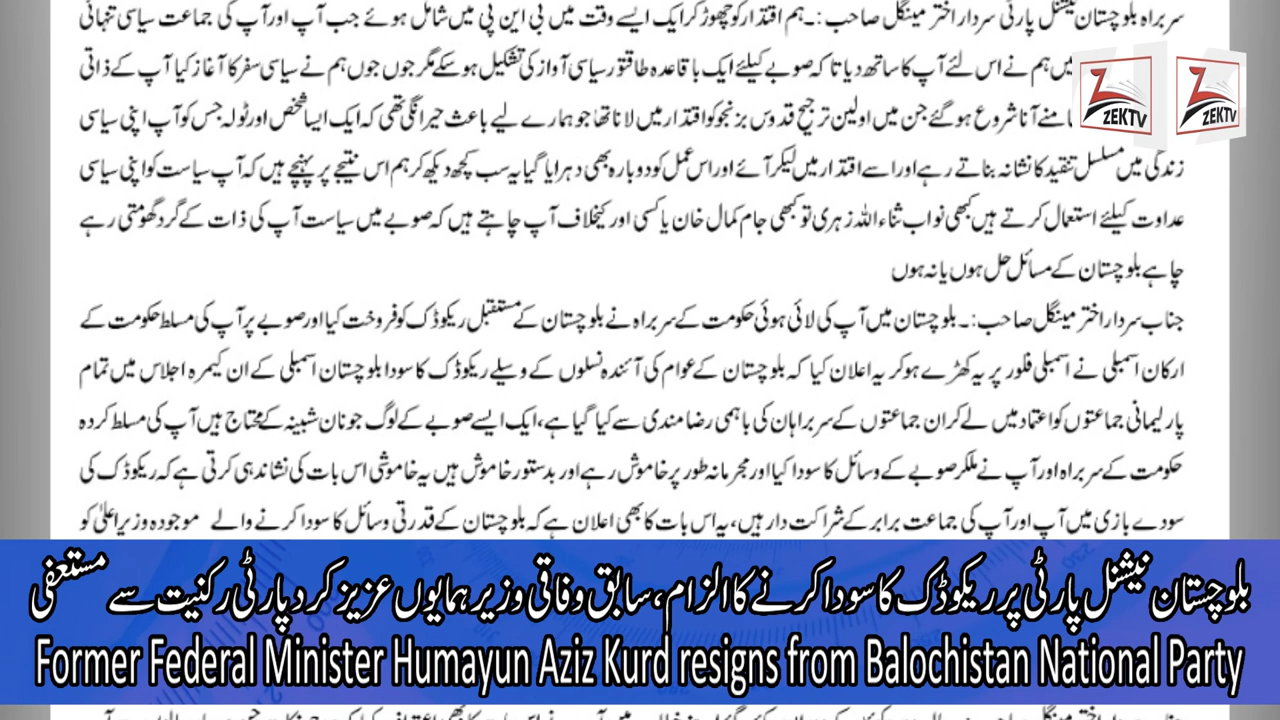 سربراہ بلوچستان نیشنل پارٹی سردار اختر مینگل صاحب :۔ہم اقتدار کو چھوڑ کر ایک ایسے وقت میں بی این پی میں شامل ہوئے جب آپ اور آپ کی جماعت سیاسی تنہائی
میں ہم نے اس لئے آپ کا ساتھ دیا تا کہ صوبے کیلئے ایک باقاعدہ طاقتور سیاسی آواز کی تشکیل ہو سکے مگر جوں جوں ہم نے سیاسی سفر کا آغاز کیا آپ کے ذاتی
ZEKTV ZEKTV
منے آنا شروع ہو گئے جن میں اولین ترجیح قدوس بزنجو کو اقتدار میں لانا تھا جو ہمارے لیے باعث حیرانگی تھی کہ ایک ایسا شخص اور ٹولہ جس کو آپ اپنی سیاسی
زندگی میں مسلسل تنقید کا نشانہ بناتے رہے اور اسے اقتدار میں لیکر آئے اور اس عمل کو دوبارہ بھی دہرایا گیا یہ سب کچھ دیکھ کر ہم اس نتیجے پر پہنچے ہیں کہ آپ سیاست کو اپنی سیاسی
عداوت کیلئے استعمال کرتے ہیں کبھی نواب ثناء اللہ زہری تو کبھی جام کمال خان یا کسی اور کیخلاف آپ چاہتے ہیں کہ صوبے میں سیاست آپ کی ذات کے گرد گھومتی رہے
چاہے بلوچستان کے مسائل حل ہوں یا نہ ہوں
جناب سردار اختر مینگل صاحب :۔ بلوچستان میں آپ کی لائی ہوئی حکومت کے سربراہ نے بلوچستان کے مستقبل ریکوڈک کو فروخت کیا اور صوبے پر آپ کی مسلط حکومت کے
ارکان اسمبلی نے اسمبلی فلور پر یہ کھڑے ہو کر یہ اعلان کیا کہ بلوچستان کے عوام کی آئندہ نسلوں کے وسیلے ریکوڈک کا سودا بلوچستان اسمبلی کے ان کیمرہ اجلاس میں تمام
پارلیمانی جماعتوں کو اعتماد میں لے کر ان جماعتوں کے سربراہان کی باہمی رضامندی سے کیا گیا ہے، ایک ایسے صوبے کے لوگ جو نان شبینہ کے محتاج ہیں آپ کی مسلط کردہ
حکومت کے سربراہ اور آپ نے ملکر صوبے کے وسائل کا سودا کیا اور مجرمانہ طور پر خاموش رہے اور بدستور خاموش ہیں یہ خاموشی اس بات کی نشاندہی کرتی ہے کہ ریکوڈک کی
سودے بازی میں آپ اور آپ کی جماعت برابر کے شراکت دار ہیں، یہ اس بات کا بھی اعلان ہے کہ بلوچستان کے قدرتی وسائل کا سودا کرنے والے موجودہ وزیراعلیٰ کو
بلوچستان نیشنل پارٹی پر ریکوڈک کا سودا کرنے کا الزام، سابق وفاقی وزیر ہمایوں عزیز کرد پارٹی رکنیت سے مستعفی
Former Federal Minister Humayun Aziz Kurd resigns from Balochistan National Party